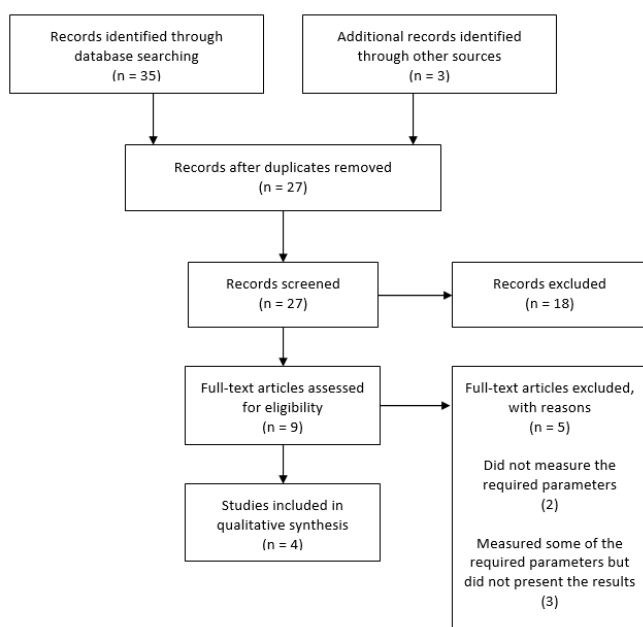 Records identified through
database searching
(n = 35)
Additional records identified
through other sources
(n = 3)
Records after duplicates removed
(n = 27)
Records screened
(n = 27)
Records excluded
(n = 18)
Full-text articles assessed
for eligibility
(n = 9)
Full-text articles excluded,
with reasons
(n = 5)
Did not measure the
required parameters
(2)
Measured some of the
required parameters but
did not present the results
(3)
Studies included in
qualitative synthesis
(n = 4)